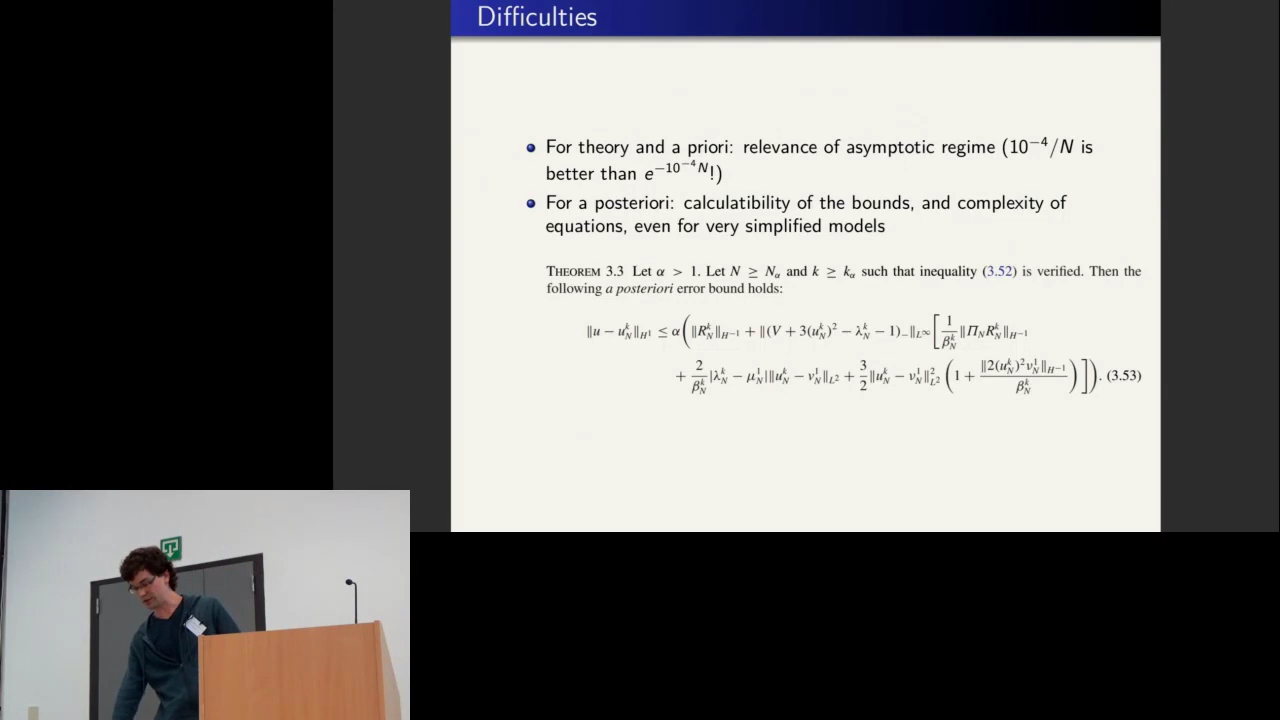 Difficulties
For theory and a priori: relevance of asymptotic regime (10⁻⁴/N is
better than e^{-10⁻⁴N}!)
For a posteriori: calculatibility of the bounds, and complexity of
equations, even for very simplified models
THEOREM 3.3 Let α > 1. Let N ≥ N_α and k ≥ k_α such that inequality (3.52) is verified. Then the
following a posteriori error bound holds:
‖u − u_N^k‖_{H^1} ≤ α(‖R_N^k‖_{H^{-1}} + ‖(V + 3(u_N^k)^2 − λ_N^k − 1)_−‖_{L^∞}[1/β_N^k ‖Π_N R_N^k‖_{H^{-1}}
+ 2/β_N^k |λ_N^k − μ_N^1|‖u_N^k − v_N^1‖_{L^2} + 3/2 ‖u_N^k − v_N^1‖_{L^2}^2 (1 + ‖2(u_N^k)^2 v_N^1‖_{H^{-1}}/β_N^k)]). (3.53)